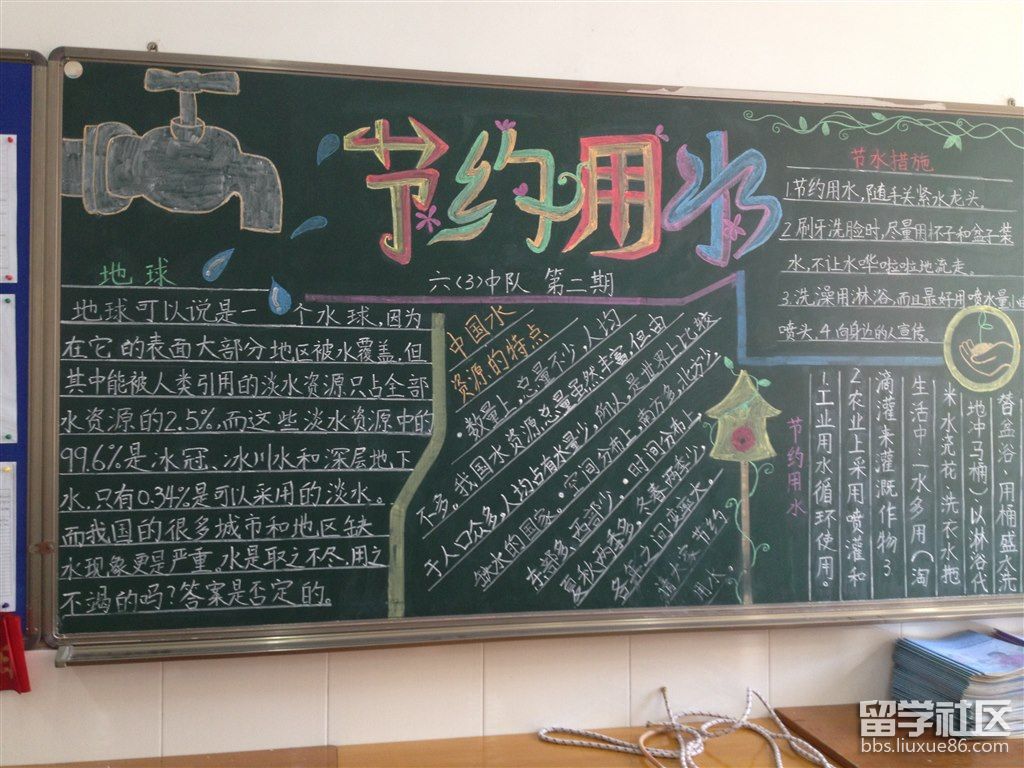 节约用水
六(3)中队 第二期
地球
地球可以说是一个水球,因为
在它的表面大部分地区被水覆盖,但
其中能被人类引用的淡水资源只占全部
水资源的2.5%,而这些淡水资源中的
99.6%是冰冠、冰川水和深层地下
水,只有0.34%是可以采用的淡水。
而我国的很多城市和地区缺
水现象更是严重,水是取之不尽,用之
不竭的吗?答案是否定的。
中国水
资源的特点
·数量上,总量不少,人均
不多。我国水资源总量虽然丰富,但由
于人口众多,人均占有水量少,所以,是世界上比较
缺水的国家。·空间分布上,南方多,北方少,
东部多,西部少。·时间分布上,
夏秋两季多,冬春两季少,
各年之间变率大。
请大家节约
用水。
节水措施
1.节约用水,随手关紧水龙头。
2.刷牙洗脸时,尽量用杯子和盆子装
水,不让水哗啦啦地流走。
3.洗澡用淋浴,而且最好用喷水量小的
喷头。4.向身边的人宣传。
节约用水
1.工业用水循环使用。
2.农业上采用喷灌和
滴灌来灌溉作物3
生活中:一水多用(淘
米水浇花、洗衣水拖
地冲马桶)以淋浴代
替盆浴、用桶盛水洗
留学社区
bbs.liuxue86.com